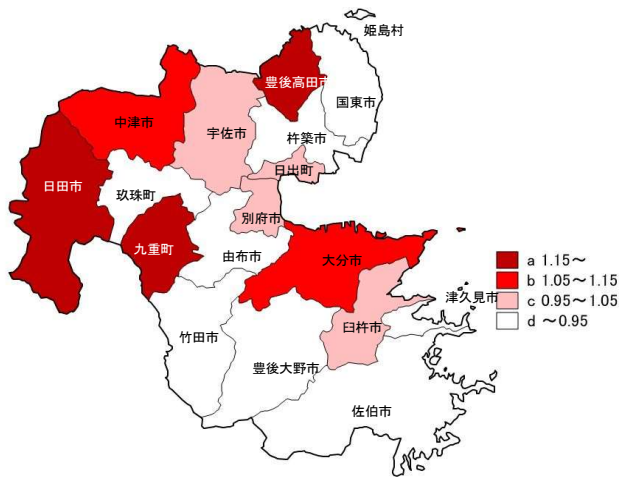 姫島村
豊後高田市
国東市
中津市
宇佐市
杵築市
日出町
日田市
玖珠町
別府市
九重町
由布市
大分市
a 1.15～
b 1.05～1.15
c 0.95～1.05
d ～0.95
津久見市
臼杵市
竹田市
豊後大野市
佐伯市